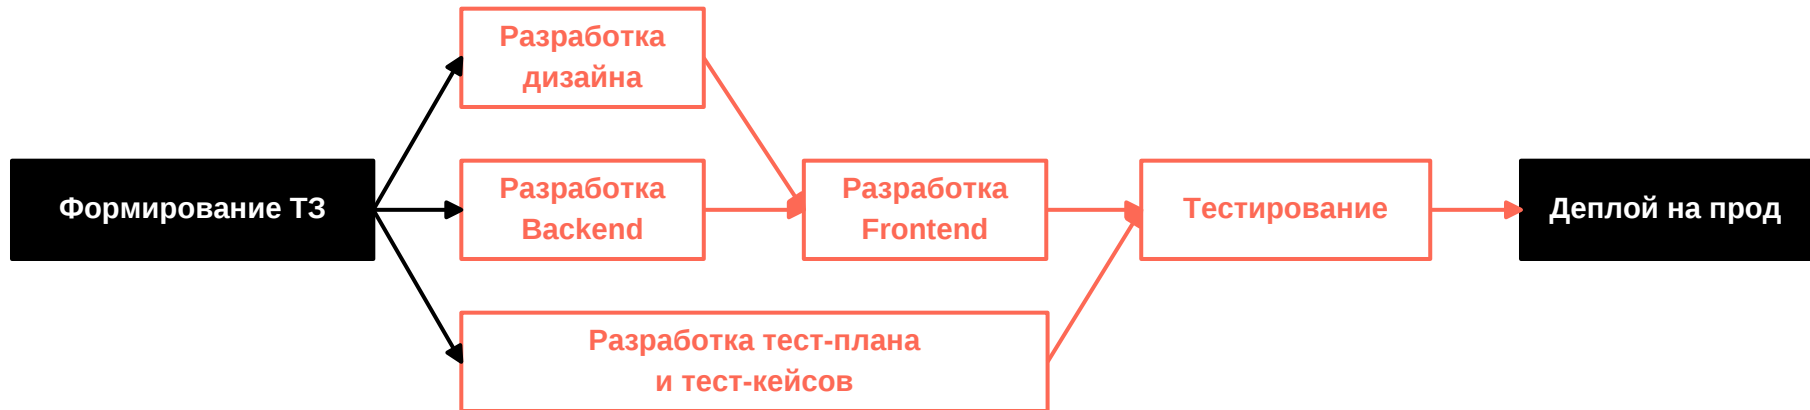 Разработка
дизайна
Формирование ТЗ
Разработка
Backend
Разработка
Frontend
Тестирование
Деплой на прод
Разработка тест-плана
и тест-кейсов